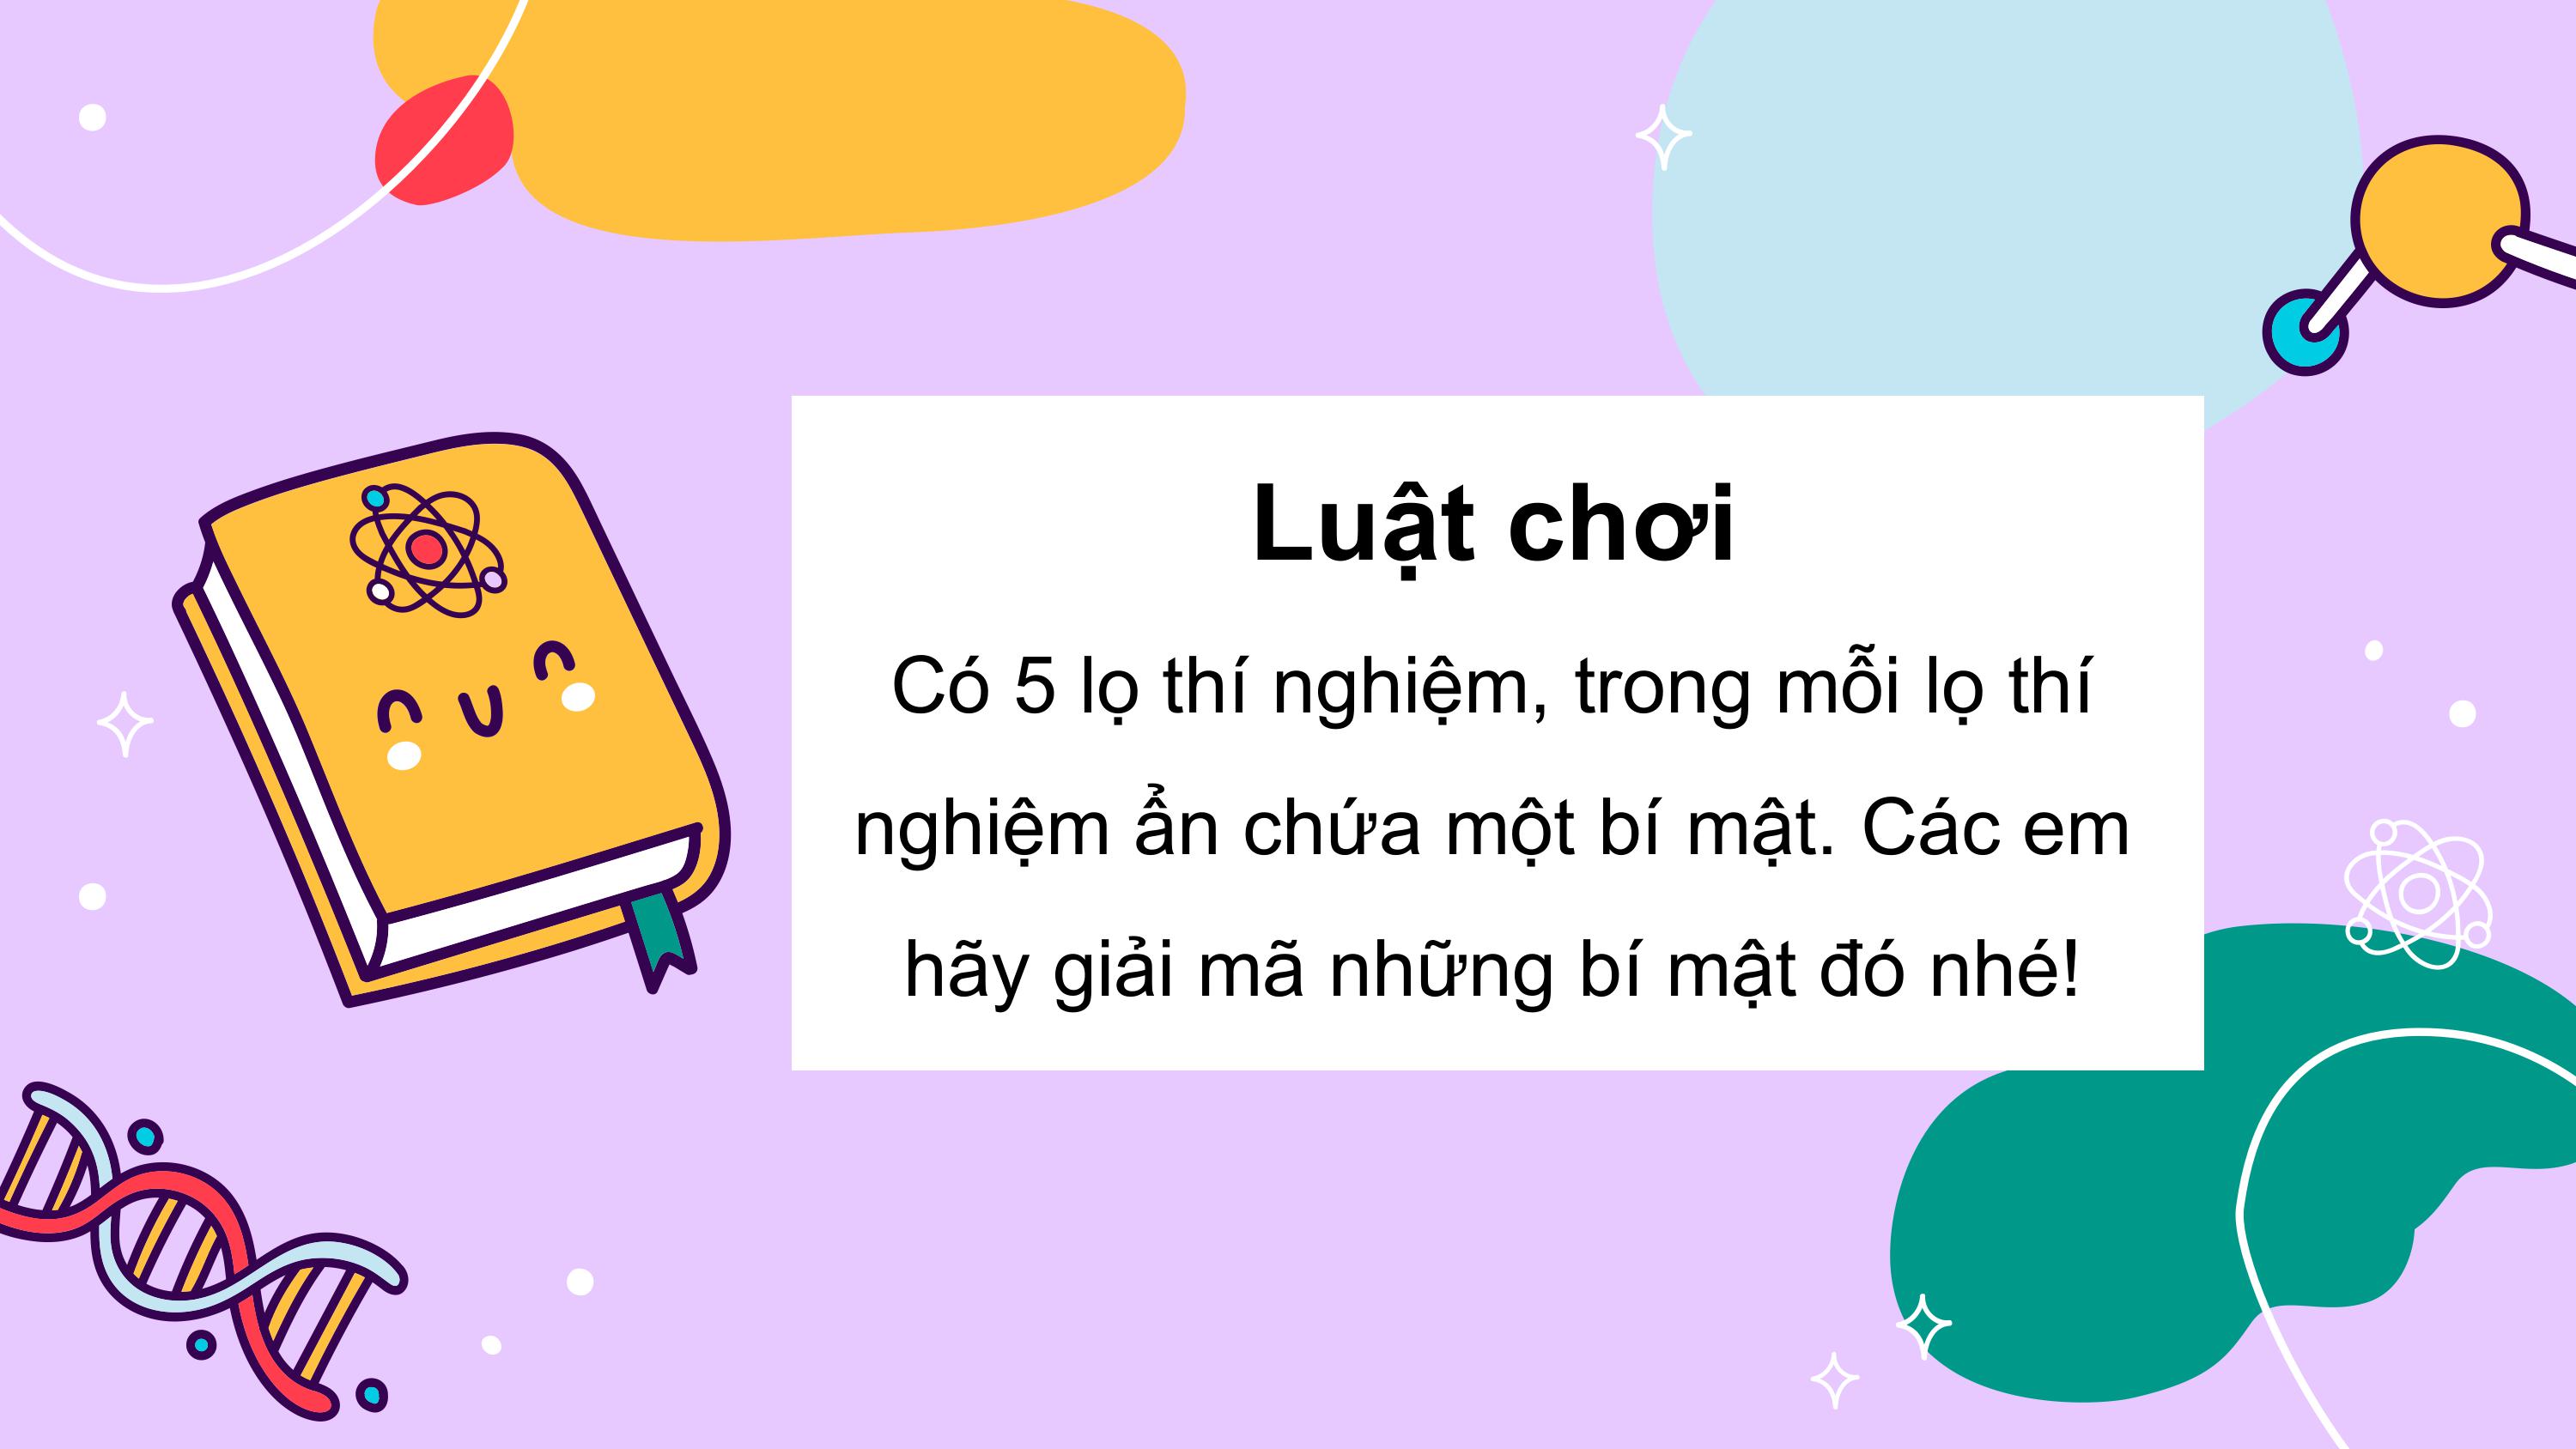 Luật chơi
Có 5 lọ thí nghiệm, trong mỗi lọ thí
nghiệm ẩn chứa một bí mật. Các em
hãy giải mã những bí mật đó nhé!